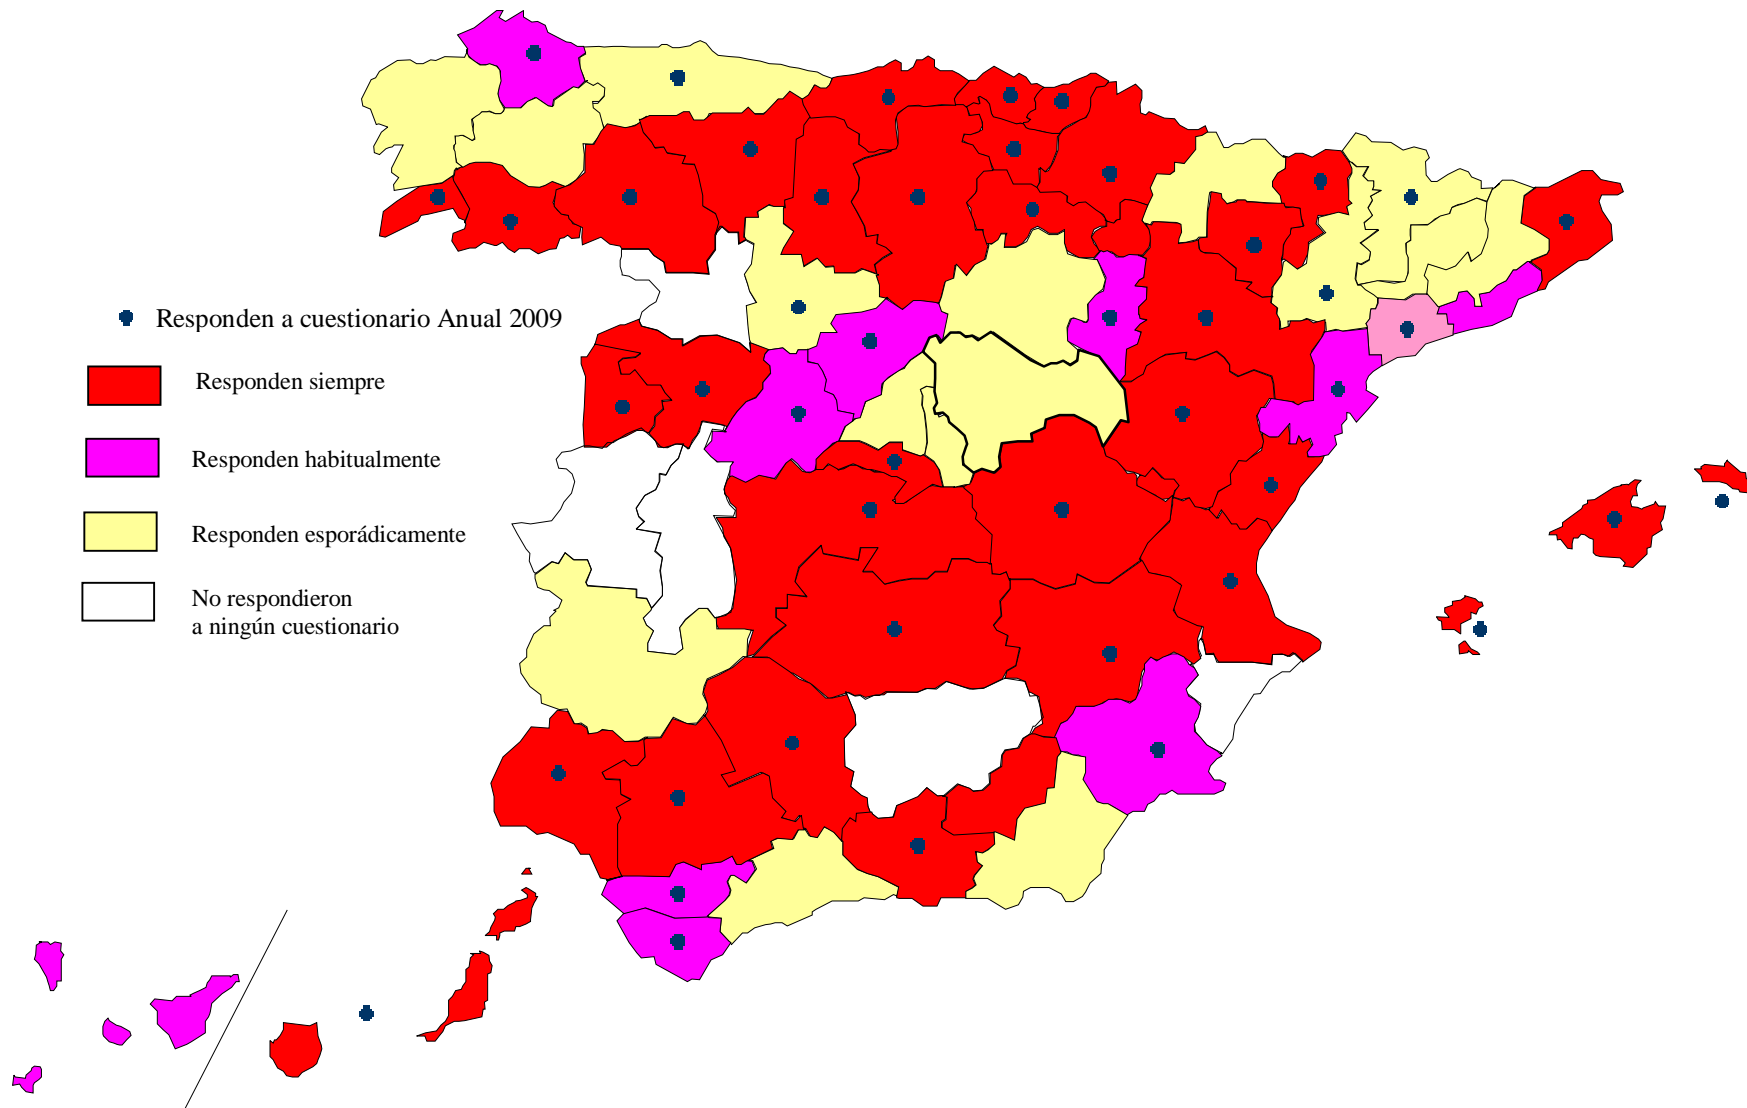 Responden a cuestionario Anual 2009
Responden siempre
Responden habitualmente
Responden esporádicamente
No respondieron
a ningún cuestionario